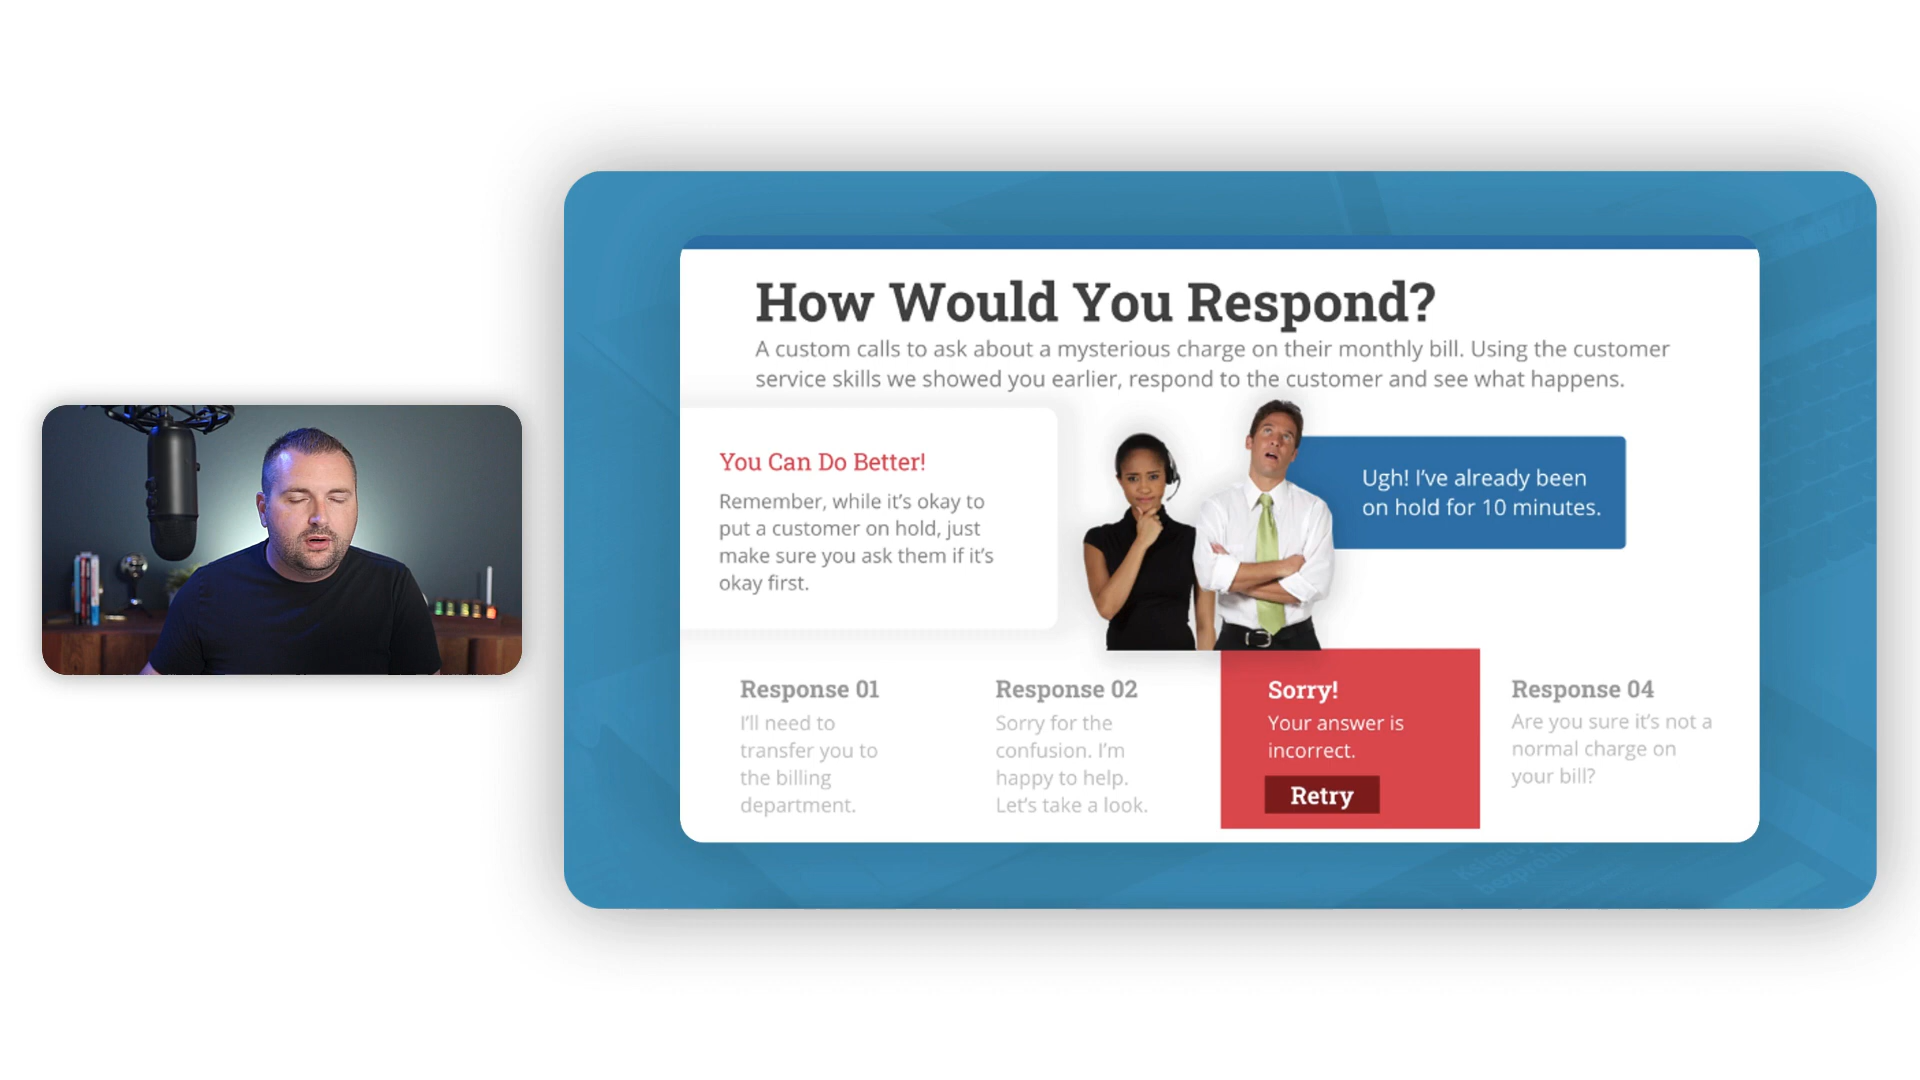 How Would You Respond?
A custom calls to ask about a mysterious charge on their monthly bill. Using the customer
service skills we showed you earlier, respond to the customer and see what happens.
You Can Do Better!
Remember, while it’s okay to
put a customer on hold, just
make sure you ask them if it’s
okay first.
Ugh! I’ve already been
on hold for 10 minutes.
Response 01
I’ll need to
transfer you to
the billing
department.
Response 02
Sorry for the
confusion. I’m
happy to help.
Let’s take a look.
Sorry!
Your answer is
incorrect.
Retry
Response 04
Are you sure it’s not a
normal charge on
your bill?